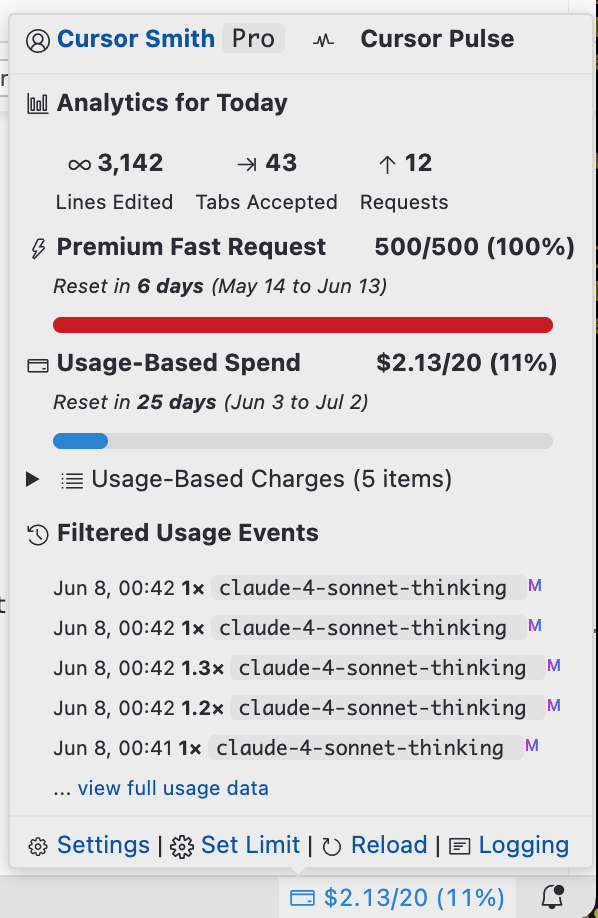 Cursor Smith Pro Cursor Pulse
Analytics for Today
3,142 43 12
Lines Edited Tabs Accepted Requests
Premium Fast Request 500/500 (100%)
Reset in 6 days (May 14 to Jun 13)
Usage-Based Spend $2.13/20 (11%)
Reset in 25 days (Jun 3 to Jul 2)
Usage-Based Charges (5 items)
Filtered Usage Events
Jun 8, 00:42 1× claude-4-sonnet-thinking M
Jun 8, 00:42 1× claude-4-sonnet-thinking M
Jun 8, 00:42 1.3× claude-4-sonnet-thinking M
Jun 8, 00:42 1.2× claude-4-sonnet-thinking M
Jun 8, 00:41 1× claude-4-sonnet-thinking M
... view full usage data
Settings | Set Limit | Reload | Logging
$2.13/20 (11%)